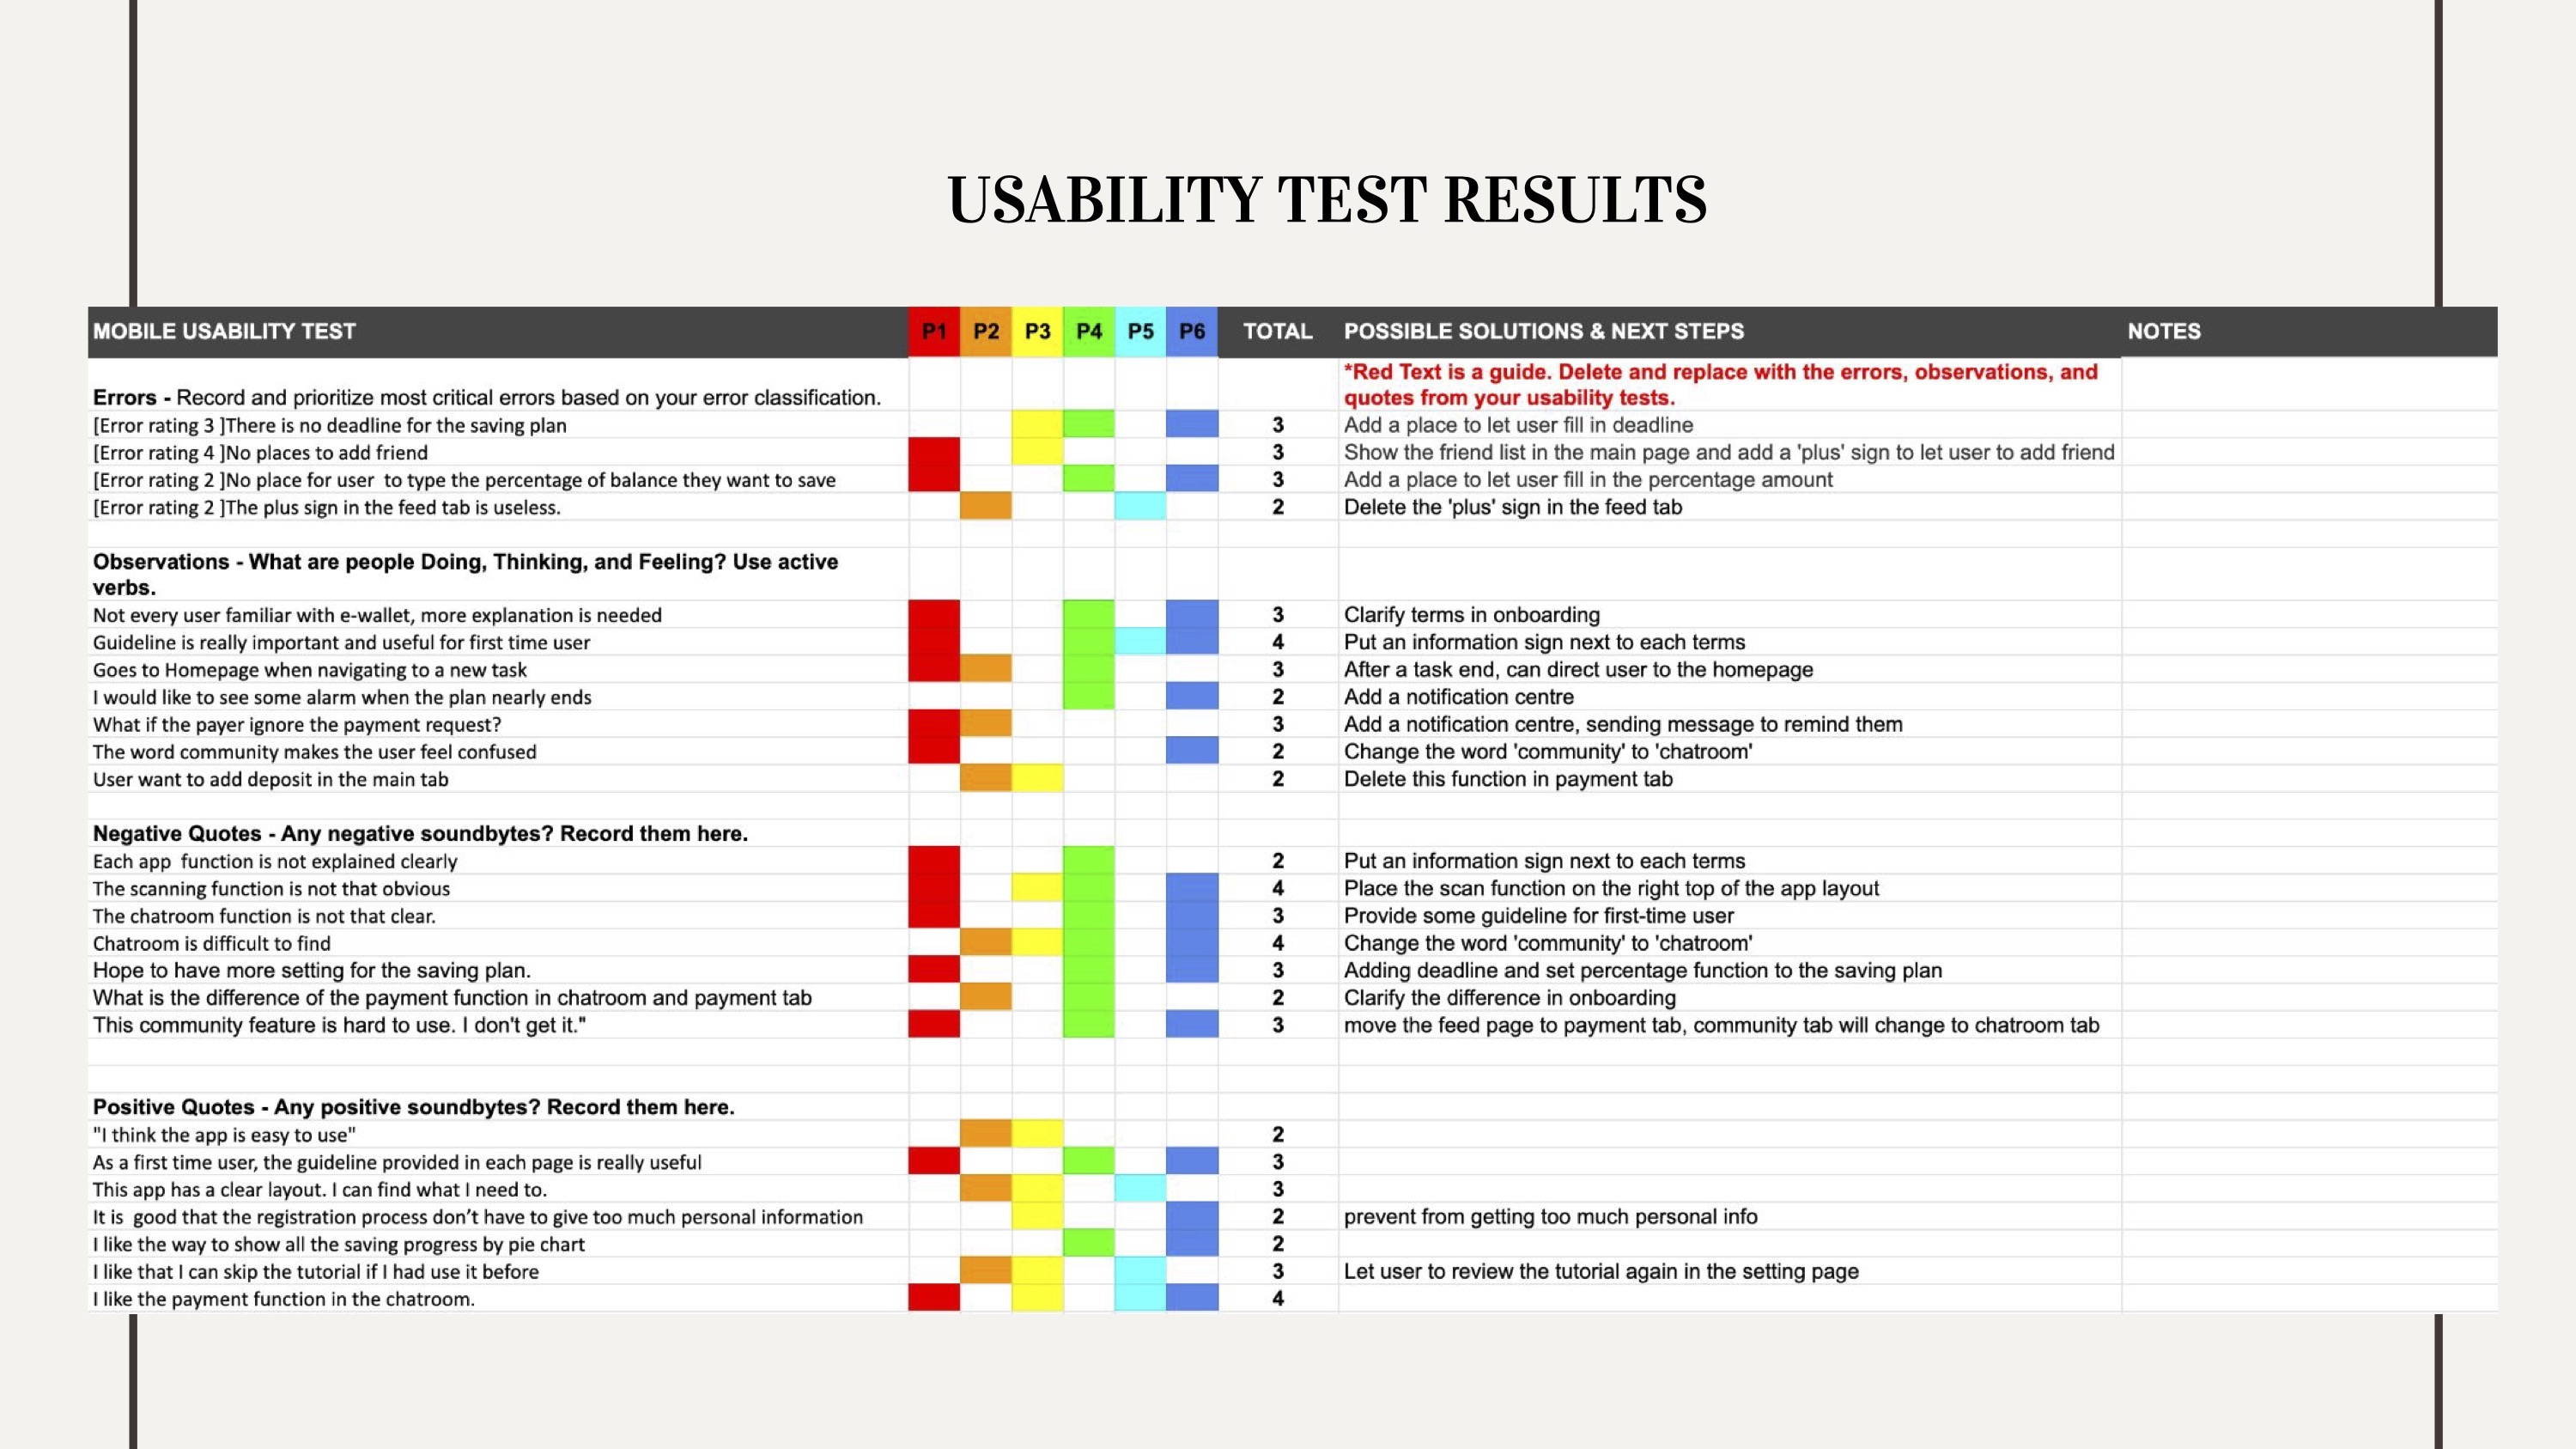 USABILITY TEST RESULTS
MOBILE USABILITY TEST P1 P2 P3 P4 P5 P6 TOTAL POSSIBLE SOLUTIONS & NEXT STEPS NOTES
*Red Text is a guide. Delete and replace with the errors, observations, and
Errors - Record and prioritize most critical errors based on your error classification. quotes from your usability tests.
[Error rating 3 ]There is no deadline for the saving plan 3 Add a place to let user fill in deadline
[Error rating 4 ]No places to add friend 3 Show the friend list in the main page and add a 'plus' sign to let user to add friend
[Error rating 2 ]No place for user  to type the percentage of balance they want to save 3 Add a place to let user fill in the percentage amount
[Error rating 2 ]The plus sign in the feed tab is useless. 2 Delete the 'plus' sign in the feed tab
Observations - What are people Doing, Thinking, and Feeling? Use active
verbs.
Not every user familiar with e-wallet, more explanation is needed 3 Clarify terms in onboarding
Guideline is really important and useful for first time user 4 Put an information sign next to each terms
Goes to Homepage when navigating to a new task 3 After a task end, can direct user to the homepage
I would like to see some alarm when the plan nearly ends 2 Add a notification centre
What if the payer ignore the payment request? 3 Add a notification centre, sending message to remind them
The word community makes the user feel confused 2 Change the word 'community' to 'chatroom'
User want to add deposit in the main tab 2 Delete this function in payment tab
Negative Quotes - Any negative soundbytes? Record them here.
Each app  function is not explained clearly 2 Put an information sign next to each terms
The scanning function is not that obvious 4 Place the scan function on the right top of the app layout
The chatroom function is not that clear. 3 Provide some guideline for first-time user
Chatroom is difficult to find 4 Change the word 'community' to 'chatroom'
Hope to have more setting for the saving plan. 3 Adding deadline and set percentage function to the saving plan
What is the difference of the payment function in chatroom and payment tab 2 Clarify the difference in onboarding
This community feature is hard to use. I don't get it." 3 move the feed page to payment tab, community tab will change to chatroom tab
Positive Quotes - Any positive soundbytes? Record them here.
"I think the app is easy to use" 2
As a first time user, the guideline provided in each page is really useful 3
This app has a clear layout. I can find what I need to. 3
It is  good that the registration process don’t have to give too much personal information 2 prevent from getting too much personal info
I like the way to show all the saving progress by pie chart 2
I like that I can skip the tutorial if I had use it before 3 Let user to review the tutorial again in the setting page
I like the payment function in the chatroom. 4